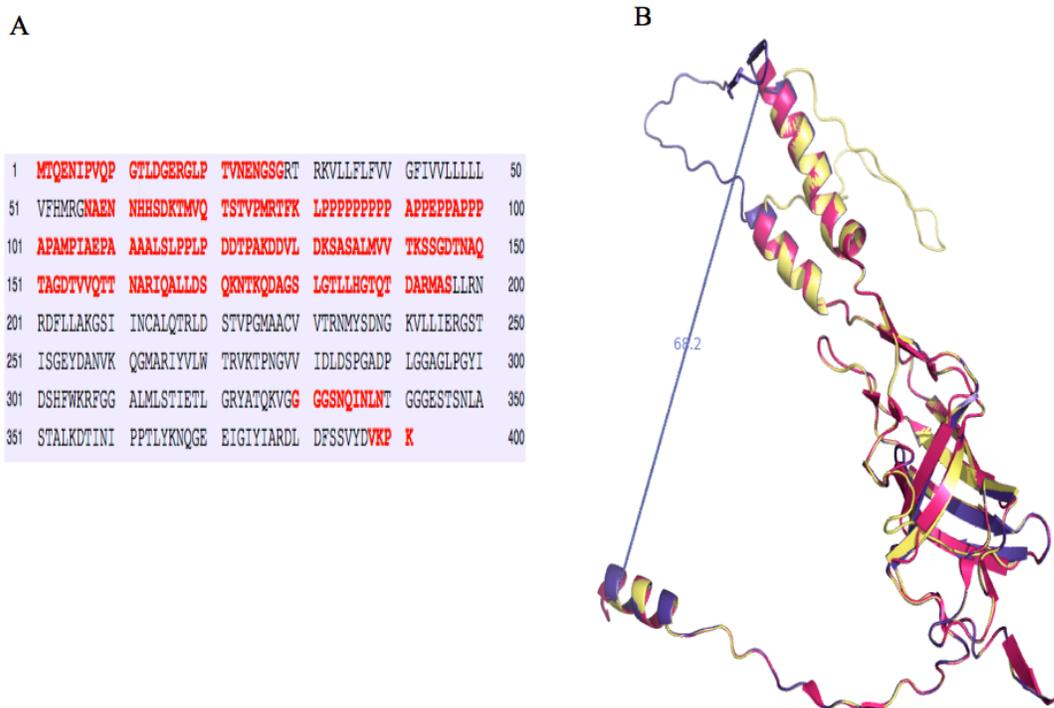 A
B
1 MTQENIPVQP GTLDGERGLP TVNENGSGRT RKVLLFLFVV GFIVVLLLLL 50
51 VFHMRGNAEN NHHSDKTMVQ TSTVPMRTFK LPPPPPPPPP APPEPPAPPP 100
101 APAMPIAEPA AAALSLPPLP DDTPAKDDVL DKSASALMVV TKSSGDTNAQ 150
151 TAGDTVVQTT NARIQALLDS QKNTKQDAGS LGTLLHGTQT DARMASLLRN 200
201 RDFLLAKGSI INCALQTRLD STVPGMAACV VTRNMYSDNG KVLLIERGST 250
251 ISGEYDANVK QGMARIYVLW TRVKTPNGVV IDLDSPGADP LGGAGLPGYI 300
301 DSHFWKRFGG ALMLSTIETL GRYATQKVGG GGSNQINLNT GGGESTSNLA 350
351 STALKDTINI PPTLYKNQGE EIGIYIARDL DFSSVYDVKP K 400
68.2